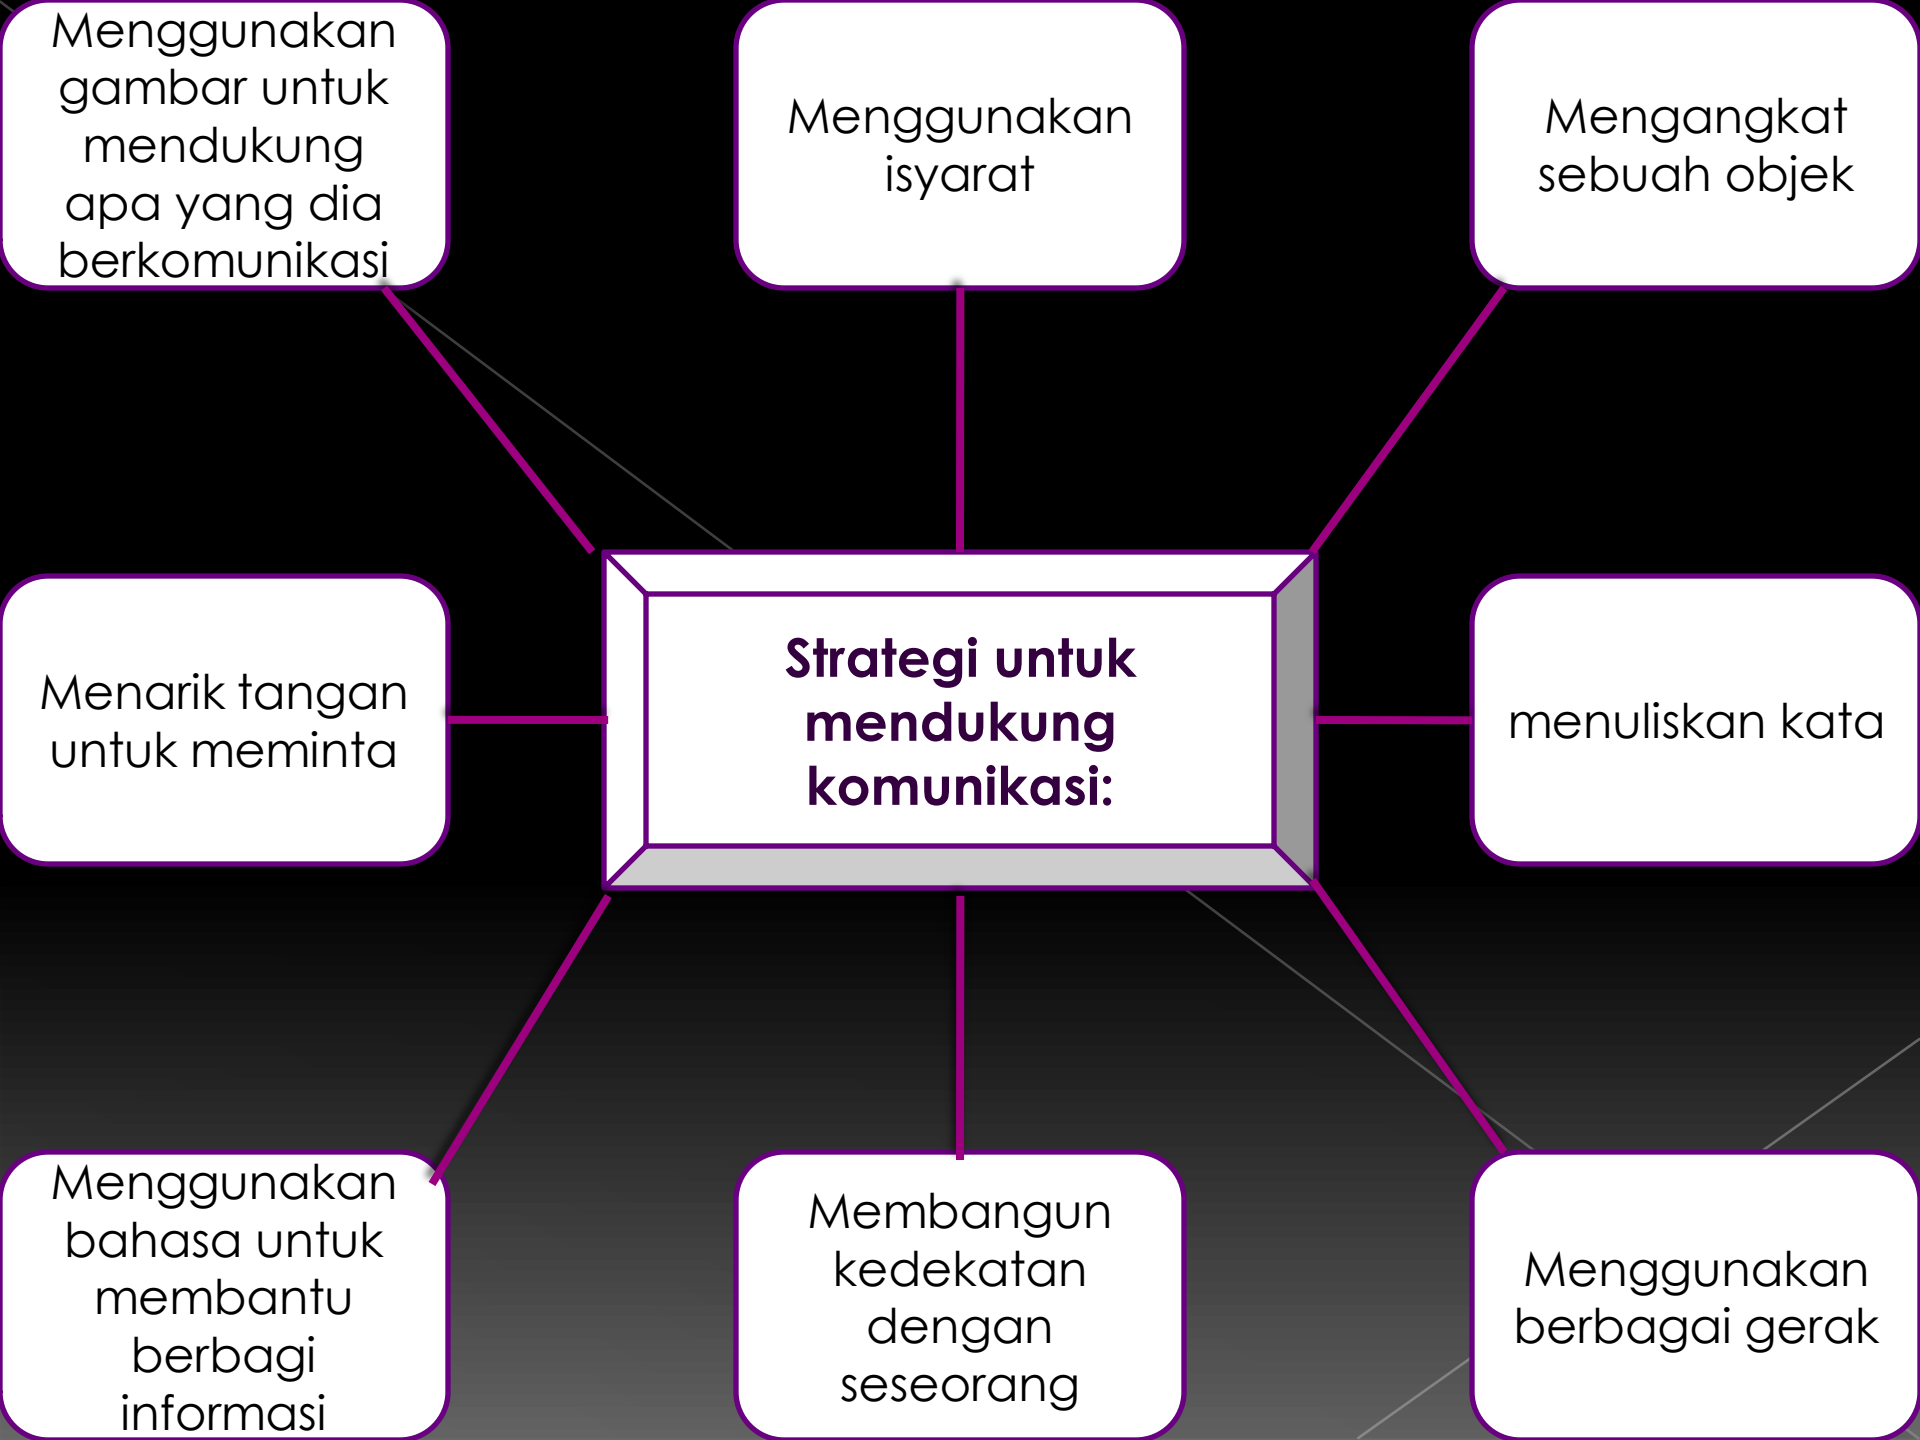 Menggunakan
gambar untuk
mendukung
apa yang dia
berkomunikasi
Menggunakan
isyarat
Mengangkat
sebuah objek
Menarik tangan
untuk meminta
Strategi untuk
mendukung
komunikasi:
menuliskan kata
Menggunakan
bahasa untuk
membantu
berbagi
informasi
Membangun
kedekatan
dengan
seseorang
Menggunakan
berbagai gerak